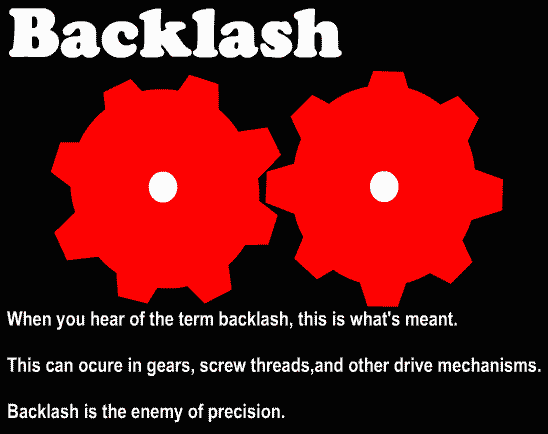 Backlash
When you hear of the term backlash, this is what's meant.
This can ocure in gears, screw threads,and other drive mechanisms.
Backlash is the enemy of precision.